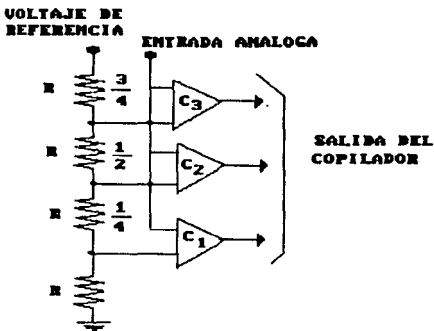 VOLTAJE DE
REFERENCIA
ENTRADA ANALOGA
R
3/4
C3
R
1/2
C2
SALIDA DEL
COPILADOR
R
1/4
C1
R